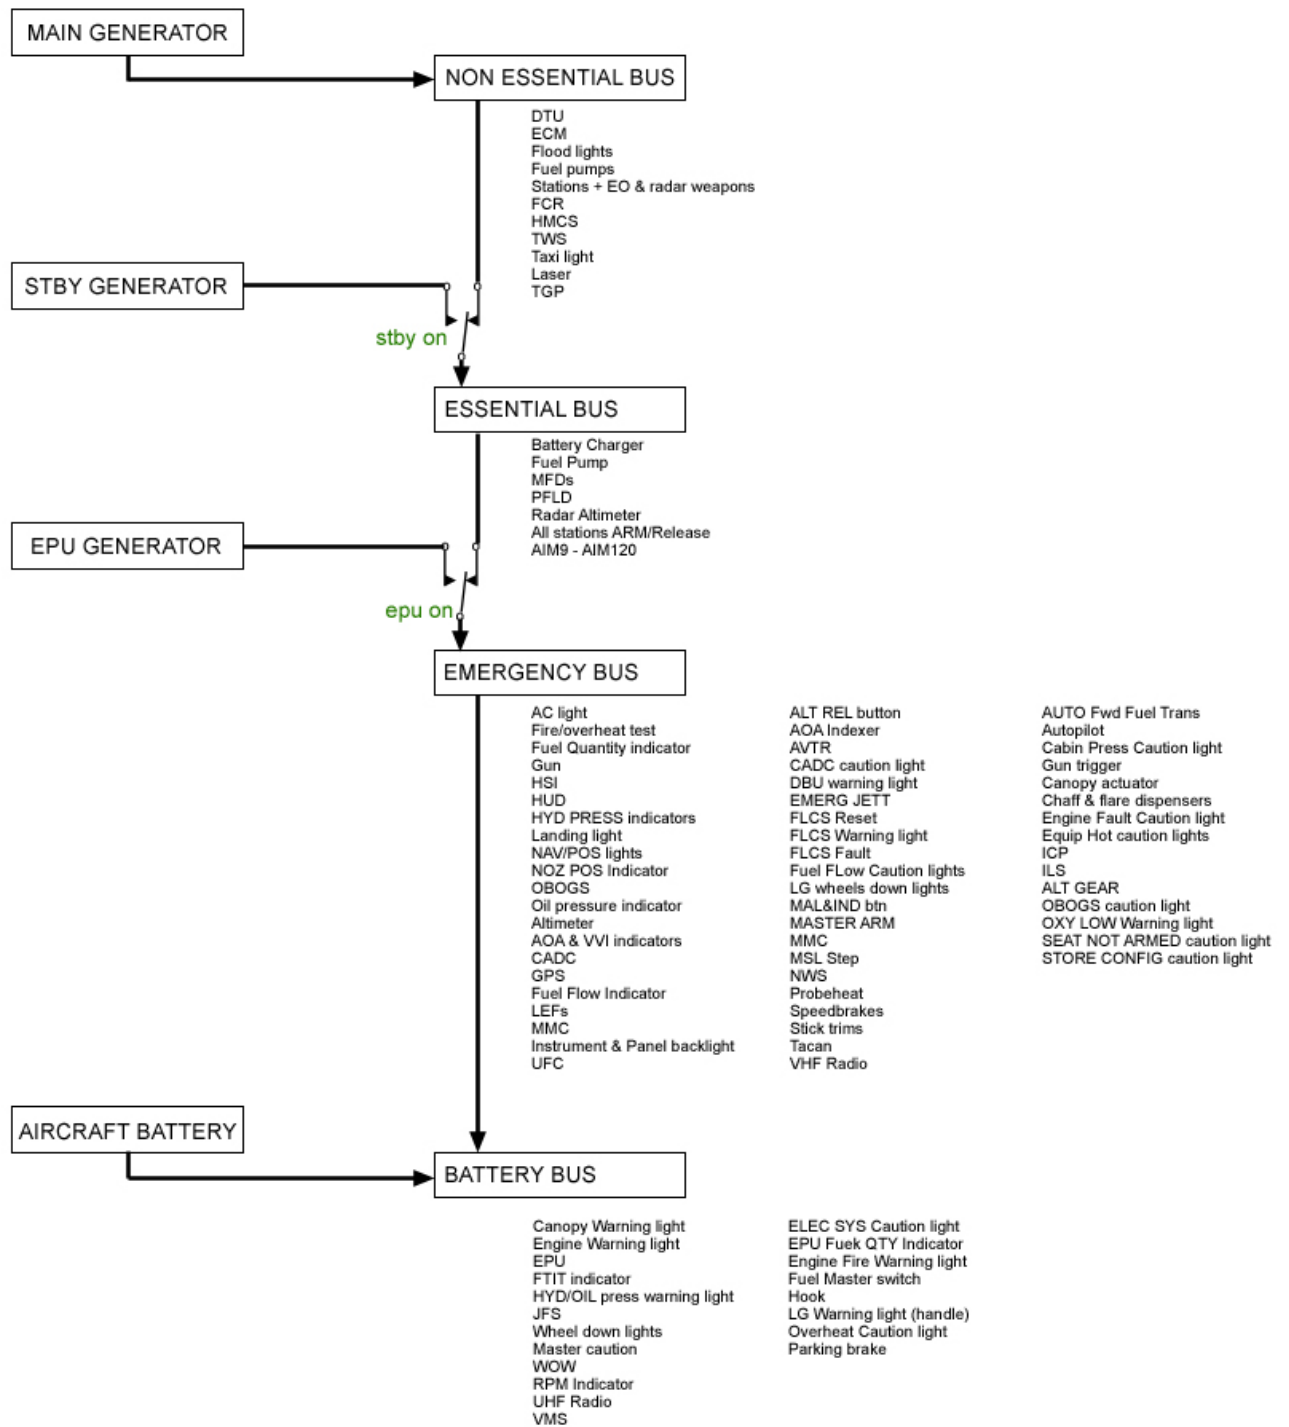 MAIN GENERATOR
NON ESSENTIAL BUS
DTU
ECM
Flood lights
Fuel pumps
Stations + EO & radar weapons
FCR
HMCS
TWS
Taxi light
Laser
TGP
STBY GENERATOR
stby on
ESSENTIAL BUS
Battery Charger
Fuel Pump
MFDs
PFLD
Radar Altimeter
All stations ARM/Release
AIM9 - AIM120
EPU GENERATOR
epu on
EMERGENCY BUS
AC light
Fire/overheat test
Fuel Quantity indicator
Gun
HSI
HUD
HYD PRESS indicators
Landing light
NAV/POS lights
NOZ POS Indicator
OBOGS
Oil pressure indicator
Altimeter
AOA & VVI indicators
CADC
GPS
Fuel Flow Indicator
LEFs
MMC
Instrument & Panel backlight
UFC
ALT REL button
AOA Indexer
AVTR
CADC caution light
DBU warning light
EMERG JETT
FLCS Reset
FLCS Warning light
FLCS Fault
Fuel FLow Caution lights
LG wheels down lights
MAL&IND btn
MASTER ARM
MMC
MSL Step
NWS
Probeheat
Speedbrakes
Stick trims
Tacan
VHF Radio
AUTO Fwd Fuel Trans
Autopilot
Cabin Press Caution light
Gun trigger
Canopy actuator
Chaff & flare dispensers
Engine Fault Caution light
Equip Hot caution lights
ICP
ILS
ALT GEAR
OBOGS caution light
OXY LOW Warning light
SEAT NOT ARMED caution light
STORE CONFIG caution light
AIRCRAFT BATTERY
BATTERY BUS
Canopy Warning light
Engine Warning light
EPU
FTIT indicator
HYD/OIL press warning light
JFS
Wheel down lights
Master caution
WOW
RPM Indicator
UHF Radio
VMS
ELEC SYS Caution light
EPU Fuek QTY Indicator
Engine Fire Warning light
Fuel Master switch
Hook
LG Warning light (handle)
Overheat Caution light
Parking brake